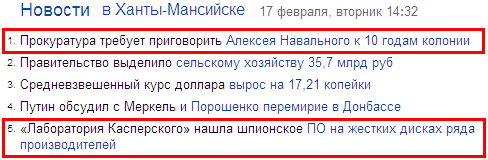 Новости в Ханты-Мансийске 17 февраля, вторник 14:32
1. Прокуратура требует приговорить Алексея Навального к 10 годам колонии
2. Правительство выделило сельскому хозяйству 35,7 млрд руб
3. Средневзвешенный курс доллара вырос на 17,21 копейки
4. Путин обсудил с Меркель и Порошенко перемирие в Донбассе
5. «Лаборатория Касперского» нашла шпионское ПО на жестких дисках ряда
производителей